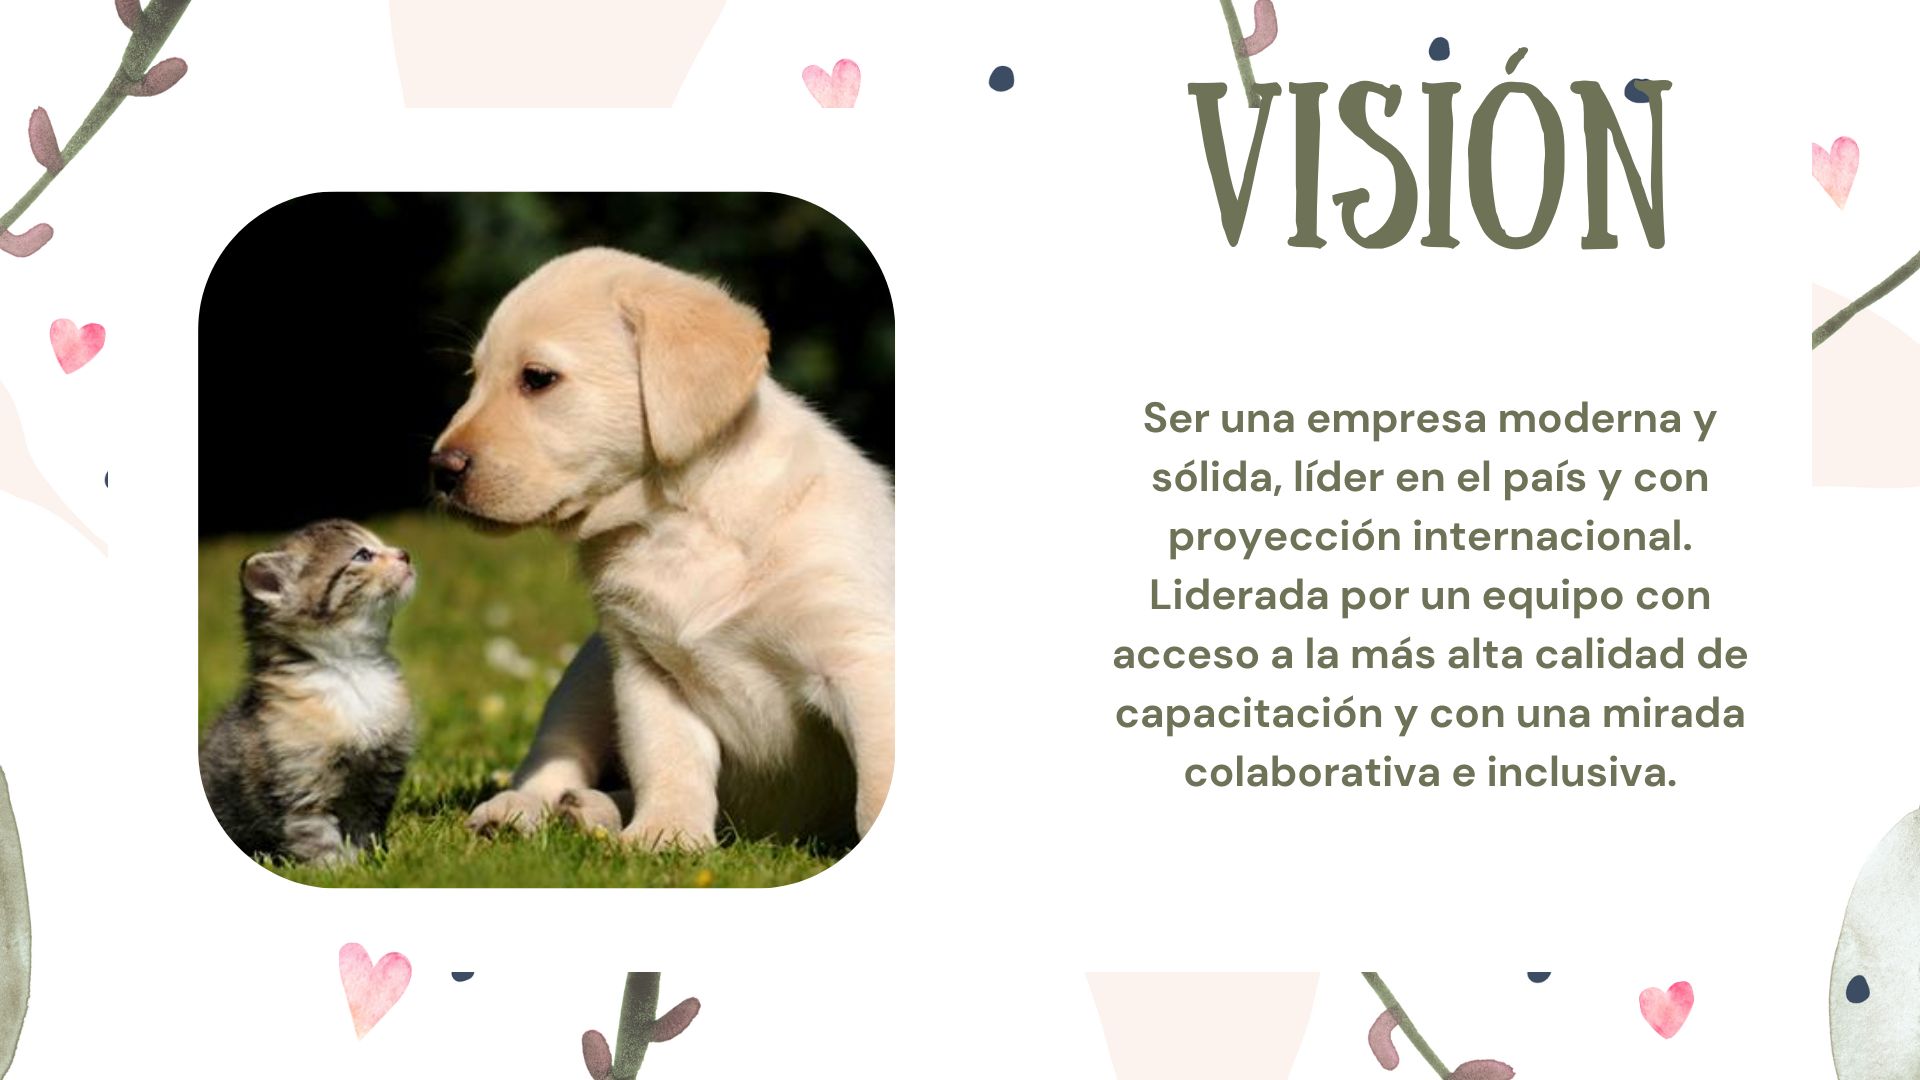 VISIÓN
Ser una empresa moderna y
sólida, líder en el país y con
proyección internacional.
Liderada por un equipo con
acceso a la más alta calidad de
capacitación y con una mirada
colaborativa e inclusiva.